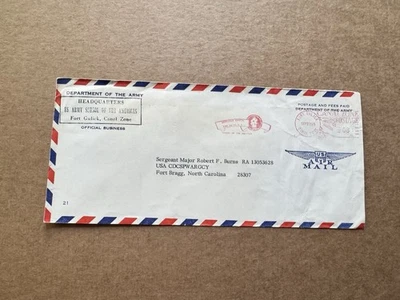 DEPARTMENT OF THE ARMY
HEADQUARTERS
US ARMY SCHOOL OF THE AMERICAS
Fort Gulick, Canal Zone
OFFICIAL BUSINESS
POSTAGE AND FEES PAID
DEPARTMENT OF THE ARMY
Sergeant Major Robert F. Burns RA 13053628
USA COCSPWARGCY
Fort Bragg, North Carolina 28307
U.S.
AIR
MAIL
21